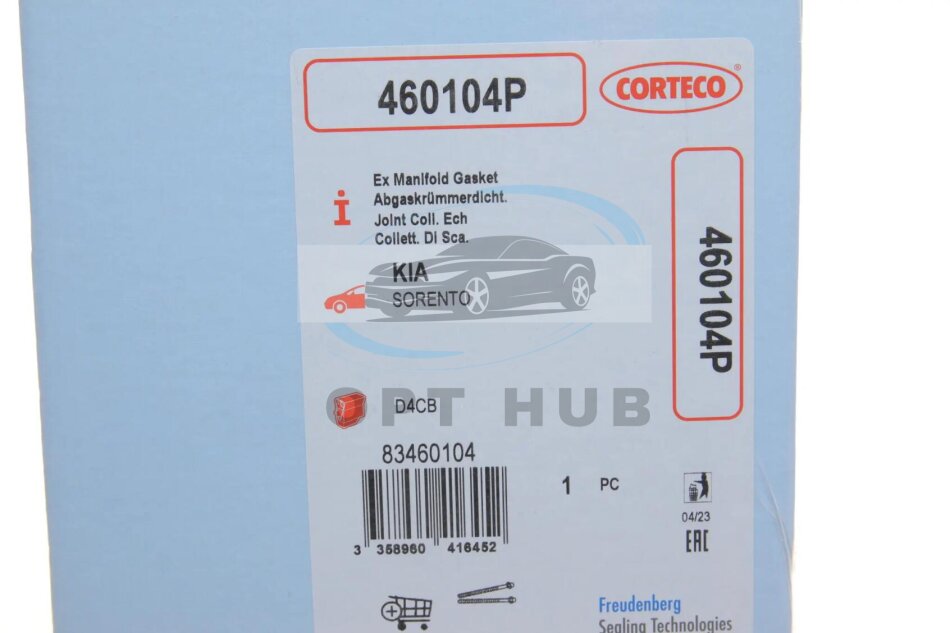 460104P
CORTECO®
Ex Manifold Gasket
Abgaskrümmerdicht.
Joint Coll. Ech
Collett. Di Sca.
KIA
SORENTO
460104P
OPT HUB
D4CB
83460104
1 PC
3 358960 416452
04/23
EAC
Freudenberg
Sealing Technologies